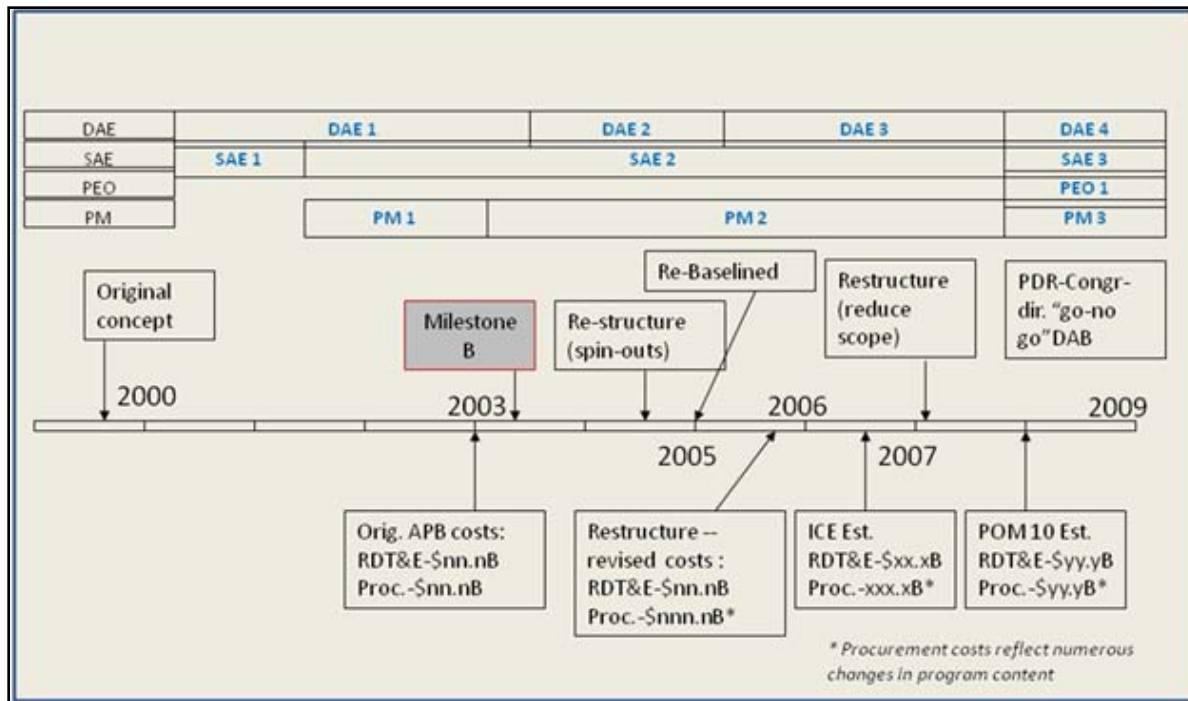 DAE DAE 1 DAE 2 DAE 3 DAE 4
SAE SAE 1 SAE 2 SAE 3
PEO PEO 1
PM PM 1 PM 2 PM 3
Original
concept
Milestone
B
Re-structure
(spin-outs)
Re-Baselined
Restructure
(reduce
scope)
PDR-Congr-
dir. "go-no
go"DAB
2000
2003
2005
2006
2007
2009
Orig. APB costs:
RDT&E-$nn.nB
Proc.-$nn.nB
Restructure --
revised costs :
RDT&E-$nn.nB
Proc.-$nnn.nB*
ICE Est.
RDT&E-$xx.xB
Proc.-xxx.xB*
POM 10 Est.
RDT&E-$yy.yB
Proc.-$yy.yB*
* Procurement costs reflect numerous
changes in program content